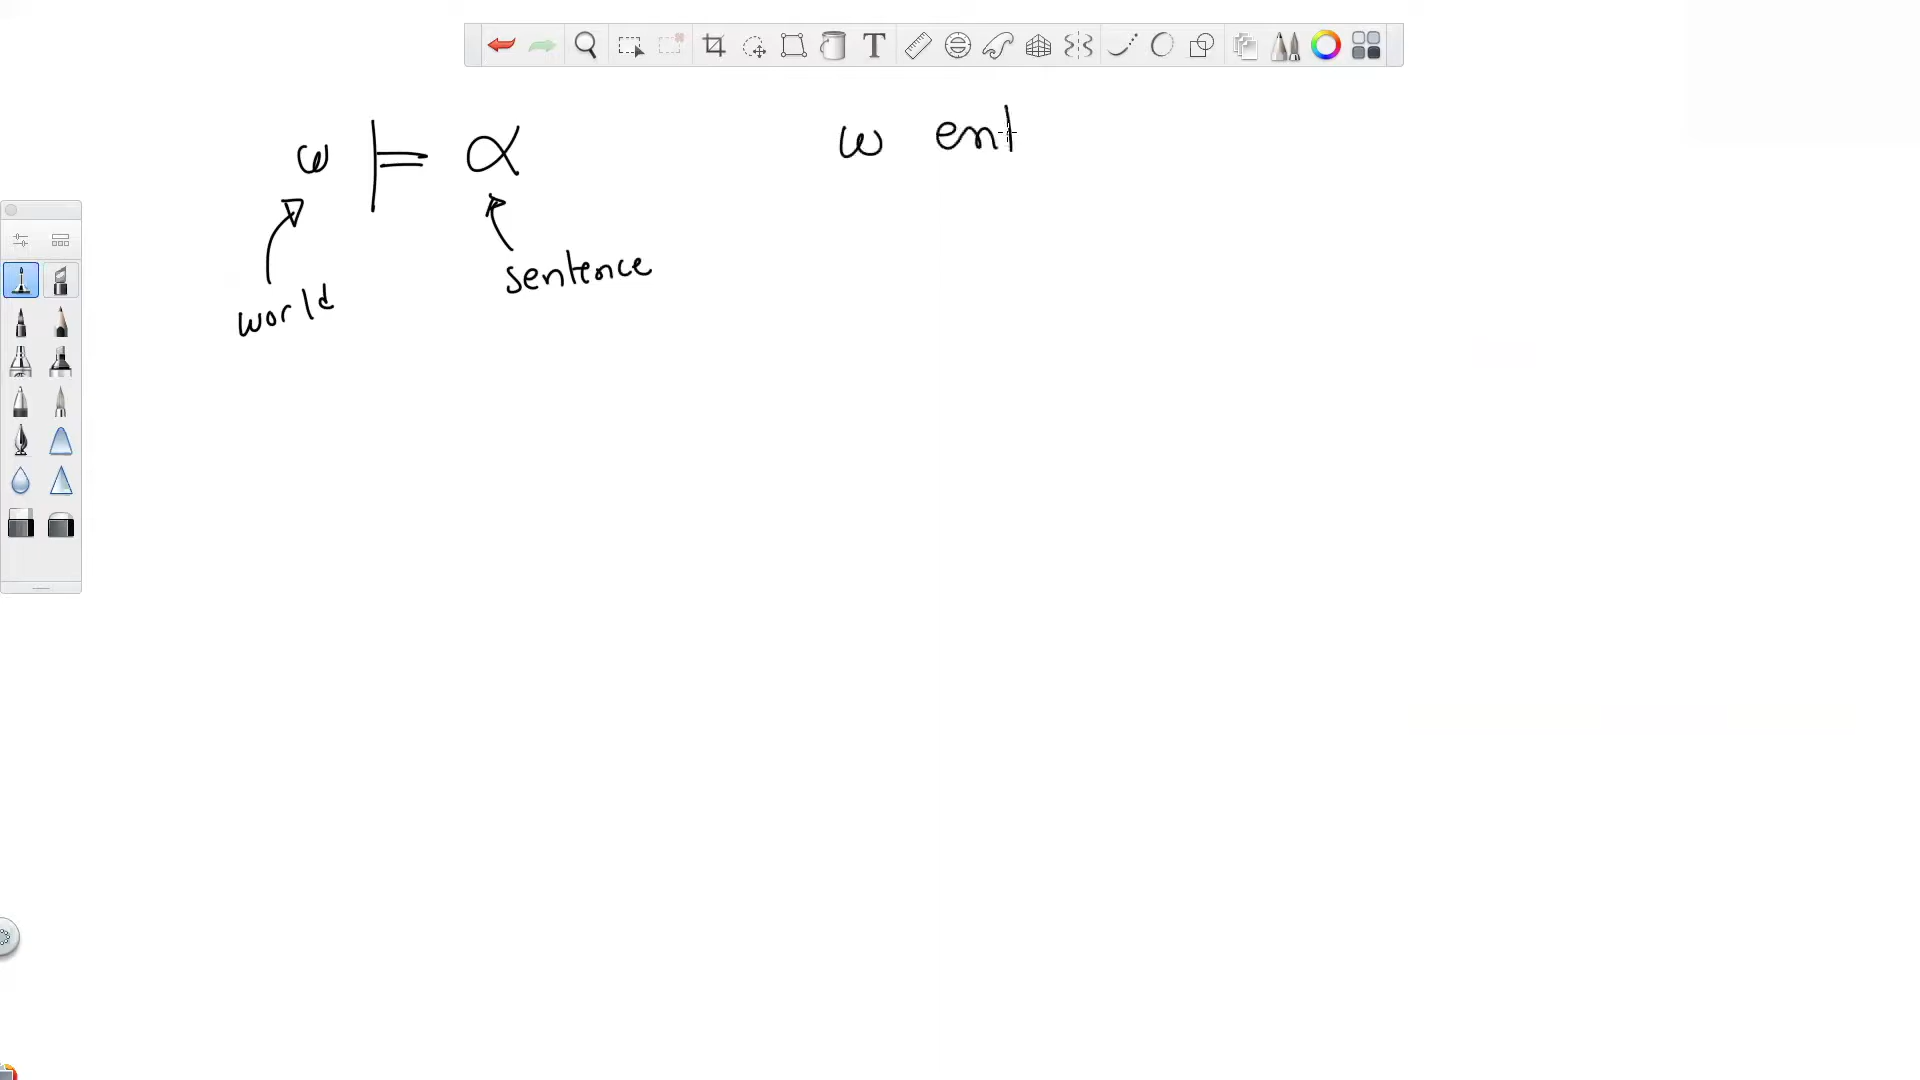 ω ⊨ α
sentence
world
ω ent